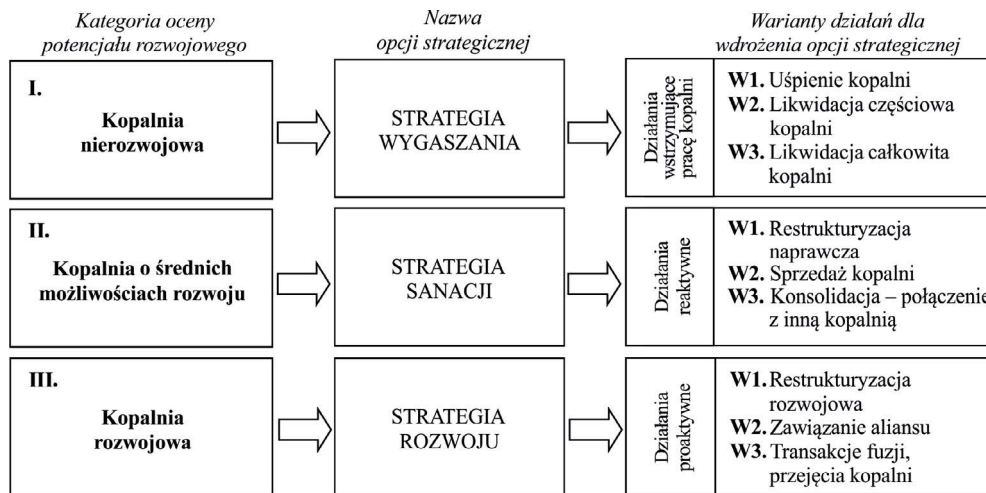 Kategoria oceny
potencjału rozwojowego
Nazwa
opcji strategicznej
Warianty działań dla
wdrożenia opcji strategicznej
I.
Kopalnia
nierozwojowa
STRATEGIA
WYGASZANIA
Działania
wstrzymujące
pracę kopalni
W1. Uśpienie kopalni
W2. Likwidacja częściowa
kopalni
W3. Likwidacja całkowita
kopalni
II.
Kopalnia o średnich
możliwościach rozwoju
STRATEGIA
SANACJI
Działania
reaktywne
W1. Restrukturyzacja
naprawcza
W2. Sprzedaż kopalni
W3. Konsolidacja – połączenie
z inną kopalnią
III.
Kopalnia
rozwojowa
STRATEGIA
ROZWOJU
Działania
proaktywne
W1. Restrukturyzacja
rozwojowa
W2. Zawiązanie aliansu
W3. Transakcje fuzji,
przejęcia kopalni